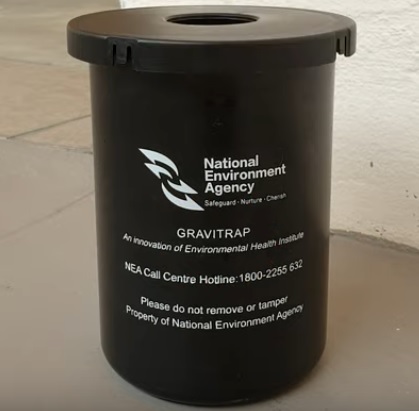 National
Environment
Agency
Safeguard · Nurture · Cherish
GRAVITRAP
An innovation of Environmental Health Institute
NEA Call Centre Hotline:1800-2255 632
Please do not remove or tamper
Property of National Environment Agency